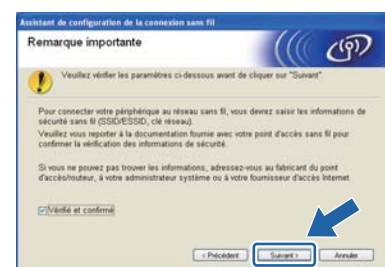 Assistant de configuration de la connexion sans fil
Remarque importante
Veuillez vérifier les paramètres ci-dessous avant de cliquer sur "Suivant".
Pour connecter votre périphérique au réseau sans fil, vous devrez saisir les informations de
sécurité sans fil (SSID/ESSID, clé réseau).
Veuillez vous reporter à la documentation fournie avec votre point d'accès sans fil pour
confirmer la vérification des informations de sécurité.
Si vous ne pouvez pas trouver les informations, adressez-vous au fabricant du point
d'accès/routeur, à votre administrateur système ou à votre fournisseur d'accès Internet.
Vérifié et confirmé
< Précédent Suivant > Annuler